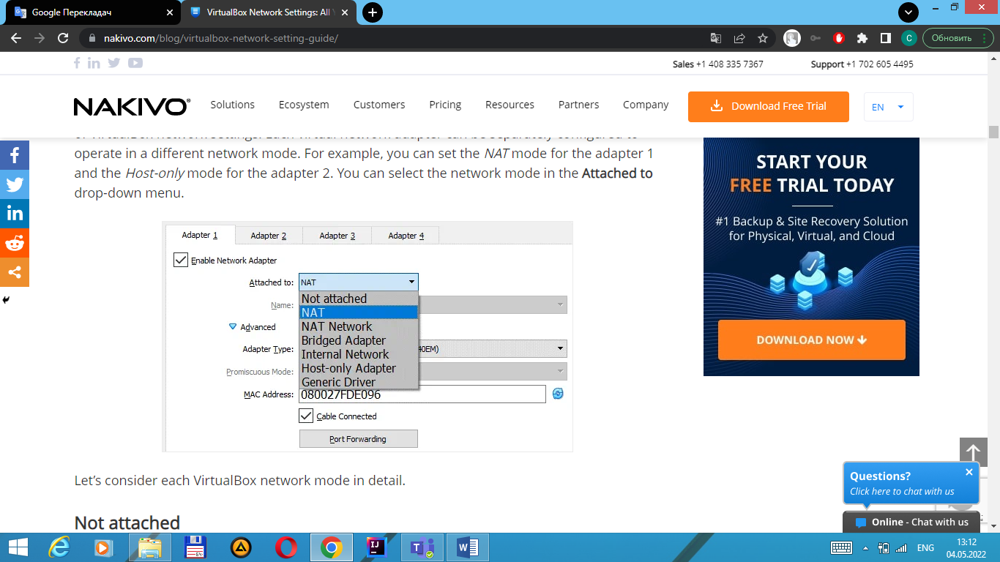 Google Перекладач
VirtualBox Network Settings: All Y
nakivo.com/blog/virtualbox-network-setting-guide/
C
Обновить
Sales +1 408 335 7367
Support +1 702 605 4495
NAKIVO®
Solutions
Ecosystem
Customers
Pricing
Resources
Partners
Company
Download Free Trial
EN
of VirtualBox network settings. Each virtual network adapter can be separately configured to
operate in a different network mode. For example, you can set the NAT mode for the adapter 1
and the Host-only mode for the adapter 2. You can select the network mode in the Attached to
drop-down menu.
Adapter 1
Adapter 2
Adapter 3
Adapter 4
Enable Network Adapter
Attached to:
NAT
Not attached
Name:
NAT
Advanced
NAT Network
Bridged Adapter
Adapter Type:
40EM)
Internal Network
Host-only Adapter
Promiscuous Mode:
Generic Driver
MAC Address:
080027FDE096
Cable Connected
Port Forwarding
Let's consider each VirtualBox network mode in detail.
Not attached
START YOUR
FREE TRIAL TODAY
#1 Backup & Site Recovery Solution
for Physical, Virtual, and Cloud
DOWNLOAD NOW
Questions?
Click here to chat with us
Online - Chat with us
64
IJ
T
W
ENG
13:12
04.05.2022